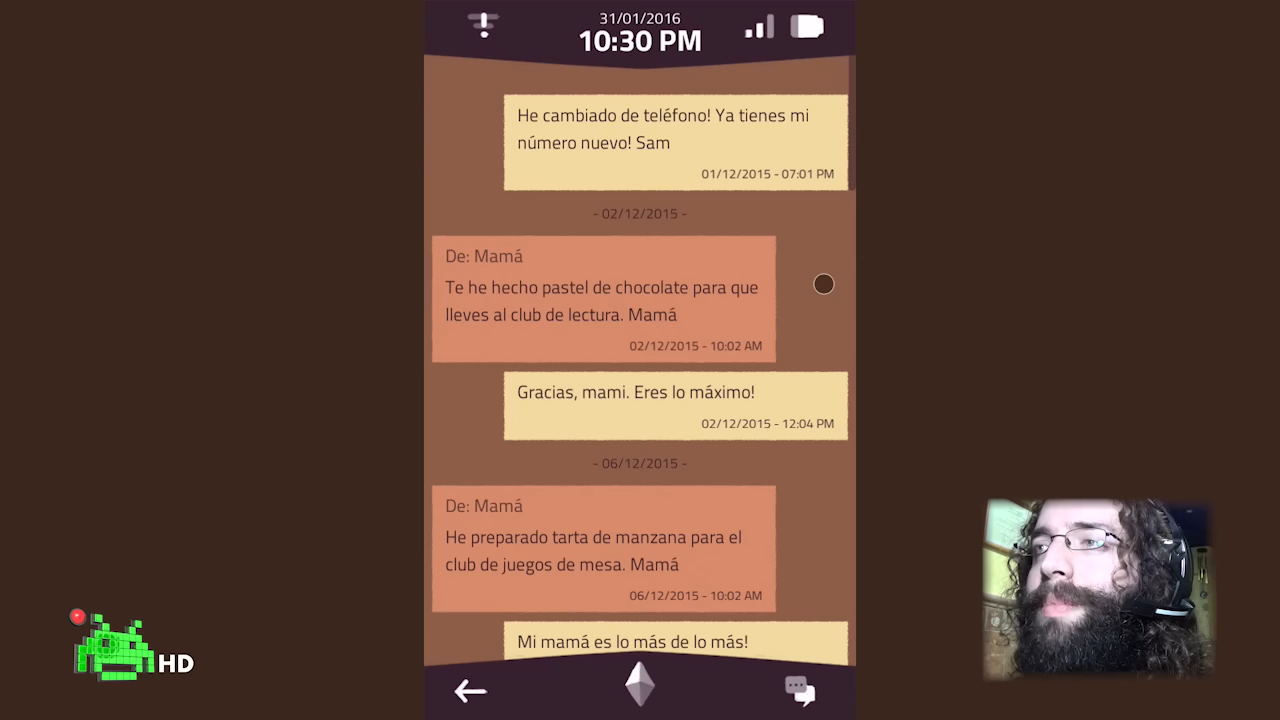 31/01/2016
10:30 PM
He cambiado de teléfono! Ya tienes mi
número nuevo! Sam
01/12/2015 - 07:01 PM
- 02/12/2015 -
De: Mamá
Te he hecho pastel de chocolate para que
lleves al club de lectura. Mamá
02/12/2015 - 10:02 AM
Gracias, mami. Eres lo máximo!
02/12/2015 - 12:04 PM
- 06/12/2015 -
De: Mamá
He preparado tarta de manzana para el
club de juegos de mesa. Mamá
06/12/2015 - 10:02 AM
Mi mamá es lo más de lo más!
HD